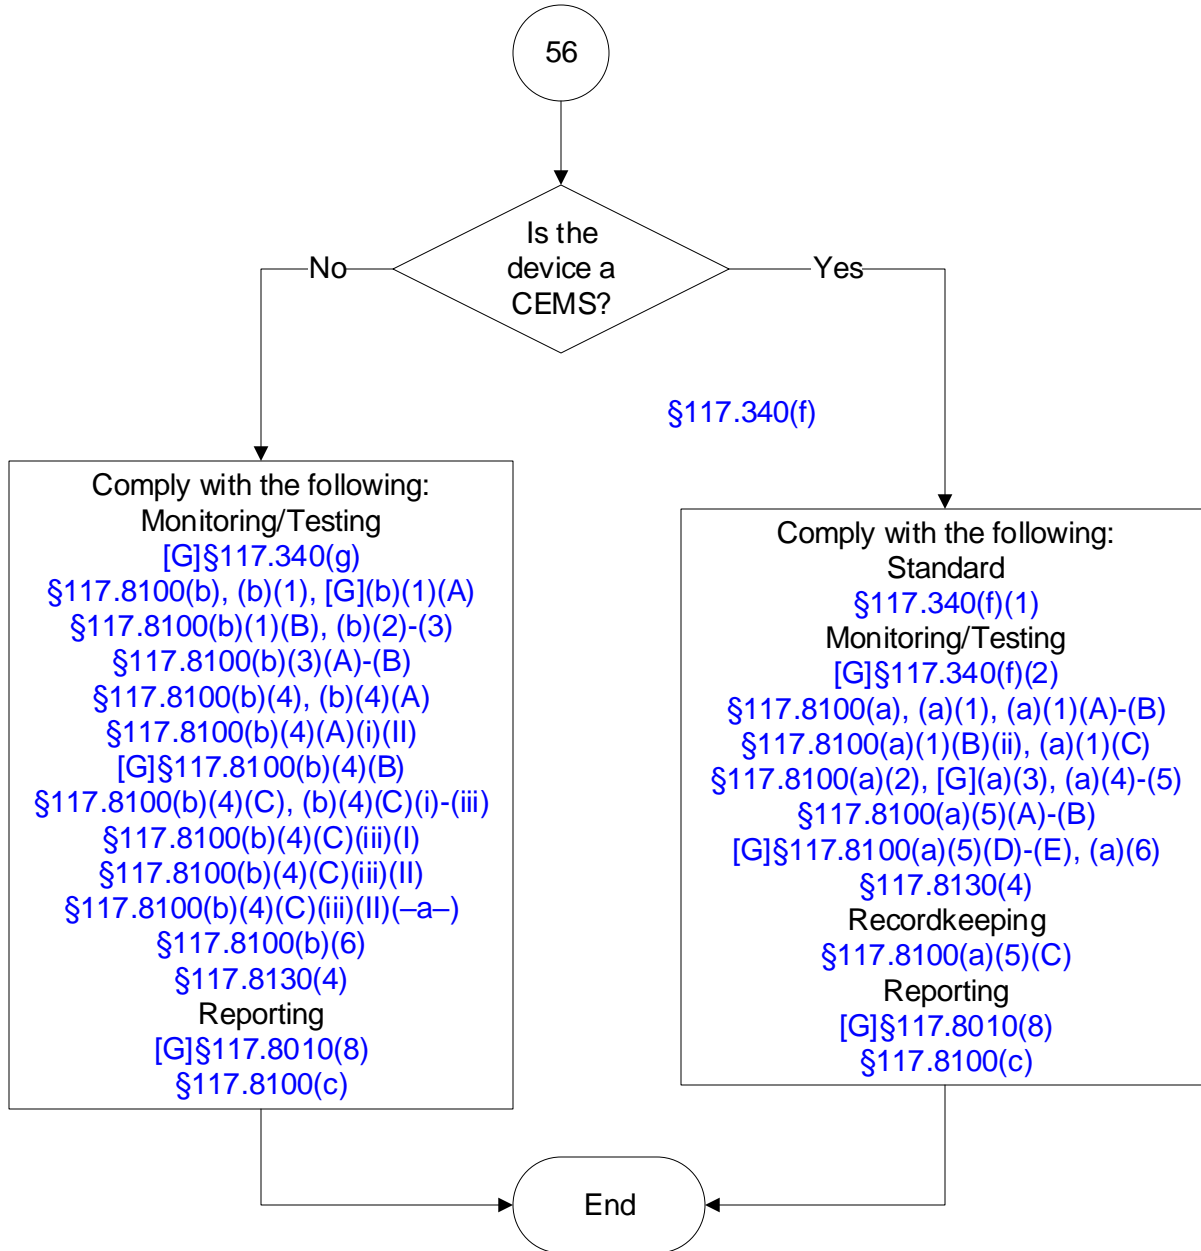 56
Is the
device a
CEMS?
No
Yes
§117.340(f)
Comply with the following:
Monitoring/Testing
[G]§117.340(g)
§117.8100(b), (b)(1), [G](b)(1)(A)
§117.8100(b)(1)(B), (b)(2)-(3)
§117.8100(b)(3)(A)-(B)
§117.8100(b)(4), (b)(4)(A)
§117.8100(b)(4)(A)(i)(II)
[G]§117.8100(b)(4)(B)
§117.8100(b)(4)(C), (b)(4)(C)(i)-(iii)
§117.8100(b)(4)(C)(iii)(I)
§117.8100(b)(4)(C)(iii)(II)
§117.8100(b)(4)(C)(iii)(II)(–a–)
§117.8100(b)(6)
§117.8130(4)
Reporting
[G]§117.8010(8)
§117.8100(c)
Comply with the following:
Standard
§117.340(f)(1)
Monitoring/Testing
[G]§117.340(f)(2)
§117.8100(a), (a)(1), (a)(1)(A)-(B)
§117.8100(a)(1)(B)(ii), (a)(1)(C)
§117.8100(a)(2), [G](a)(3), (a)(4)-(5)
§117.8100(a)(5)(A)-(B)
[G]§117.8100(a)(5)(D)-(E), (a)(6)
§117.8130(4)
Recordkeeping
§117.8100(a)(5)(C)
Reporting
[G]§117.8010(8)
§117.8100(c)
End